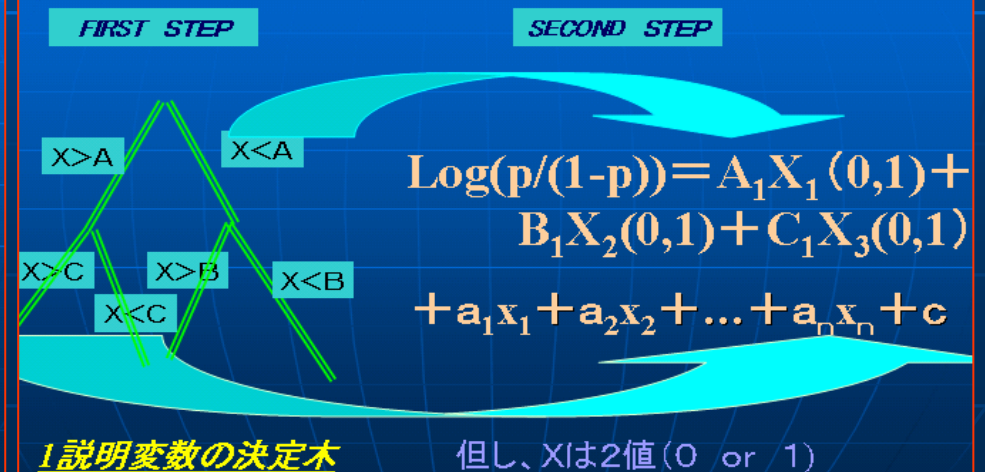 FIRST STEP
SECOND STEP
X>A
X<A
Log(p/(1-p))=A₁X₁(0,1)+
B₁X₂(0,1)+C₁X₃(0,1)
X>C
X>B
X<B
X<C
+a₁x₁+a₂x₂+…+aₙxₙ+c
1説明変数の決定木
但し、Xは2値(0 or 1)